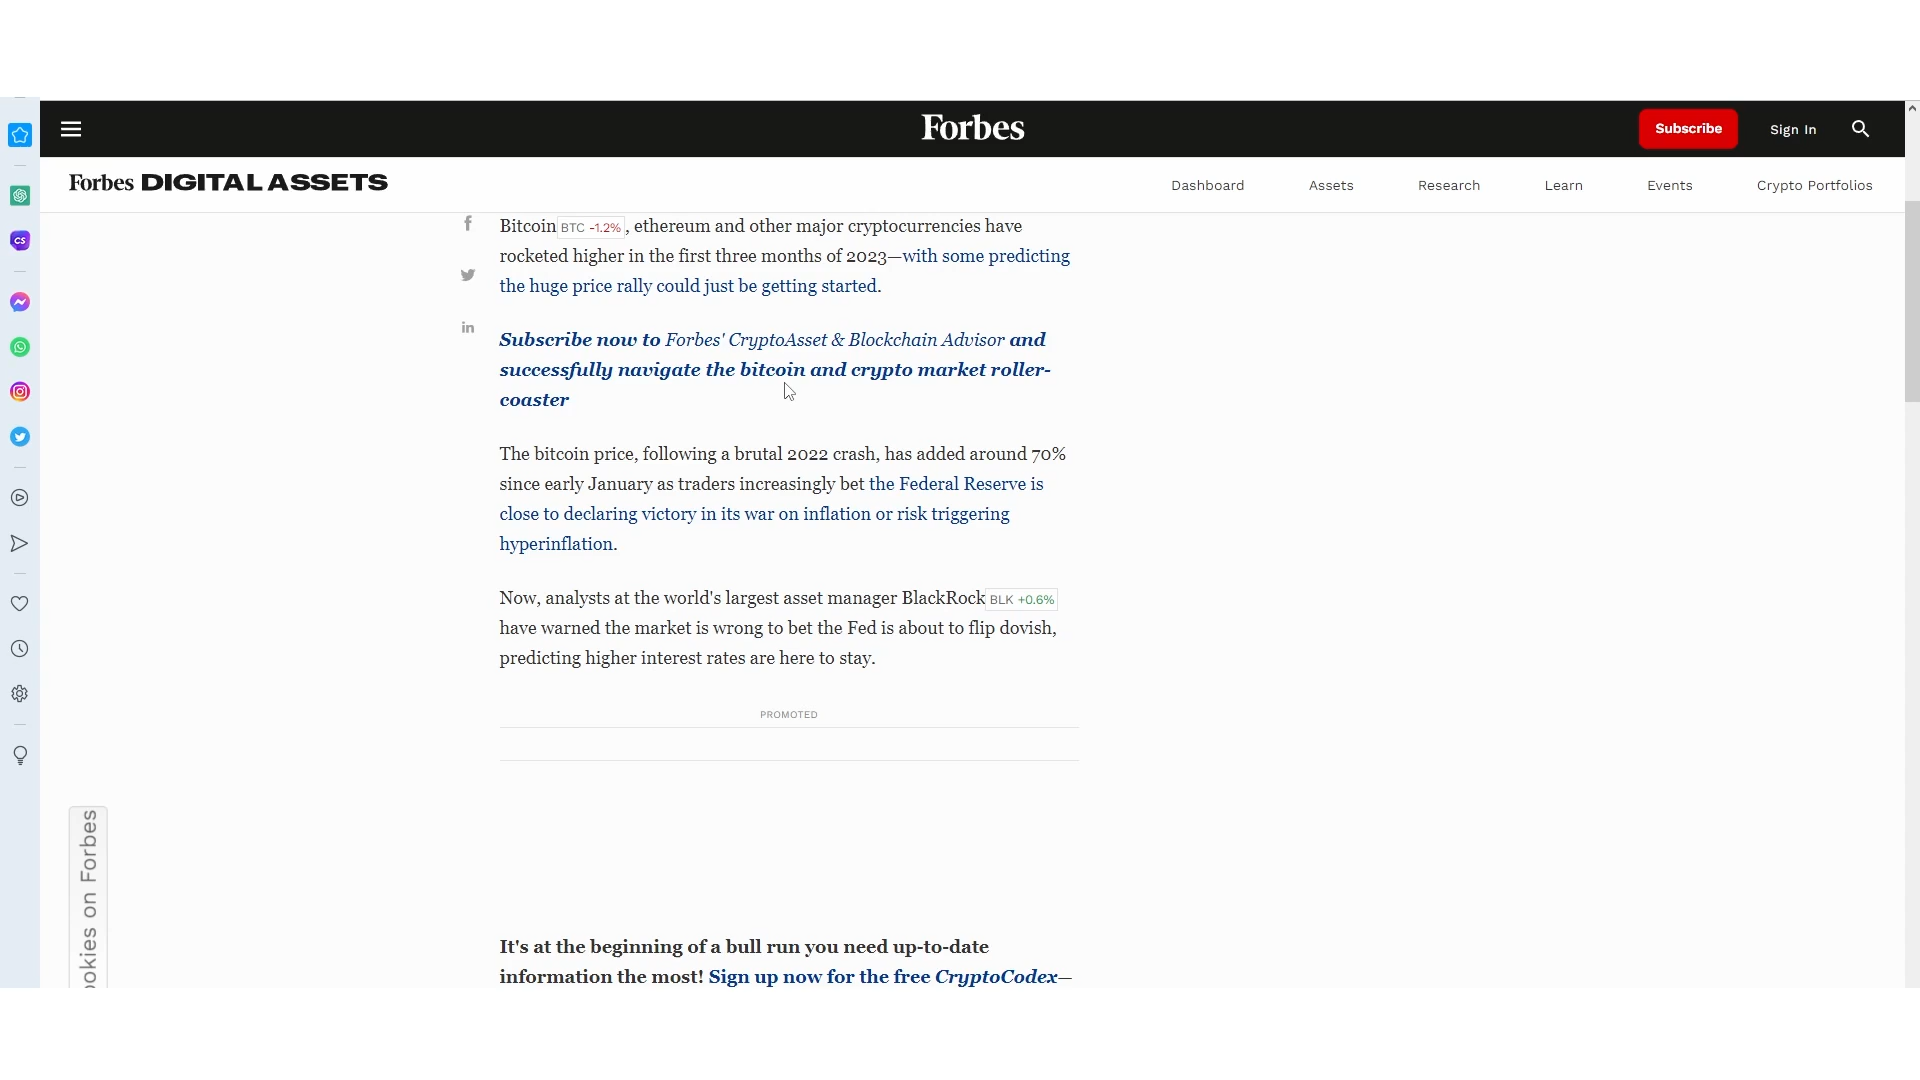 Forbes
Subscribe
Sign In
Forbes DIGITAL ASSETS
Dashboard
Assets
Research
Learn
Events
Crypto Portfolios
Bitcoin BTC -1.2%, ethereum and other major cryptocurrencies have
rocketed higher in the first three months of 2023—with some predicting
the huge price rally could just be getting started.
Subscribe now to Forbes' CryptoAsset & Blockchain Advisor and
successfully navigate the bitcoin and crypto market roller-
coaster
The bitcoin price, following a brutal 2022 crash, has added around 70%
since early January as traders increasingly bet the Federal Reserve is
close to declaring victory in its war on inflation or risk triggering
hyperinflation.
Now, analysts at the world's largest asset manager BlackRock BLK +0.6%
have warned the market is wrong to bet the Fed is about to flip dovish,
predicting higher interest rates are here to stay.
PROMOTED
ookies on Forbes
It's at the beginning of a bull run you need up-to-date
information the most! Sign up now for the free CryptoCodex—